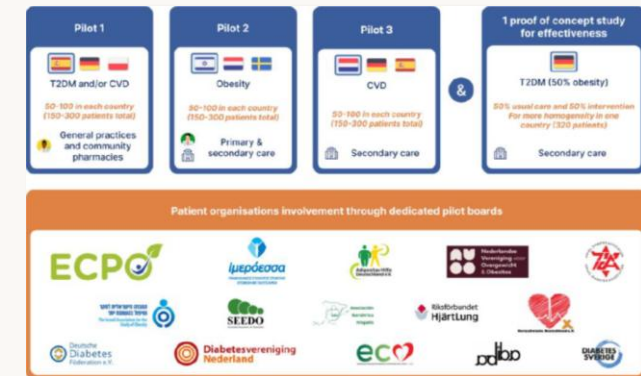 Pilot 1
T2DM and/or CVD
50-100 in each country
(150-300 patients total)
General practices
and community
pharmacies
Pilot 2
Obesity
50-100 in each country
(150-300 patients total)
Primary &
secondary care
Pilot 3
CVD
50-100 in each country
(150-300 patients total)
Secondary care
&
1 proof of concept study
for effectiveness
T2DM (50% obesity)
50% usual care and 50% intervention
For more homogeneity in one
country (320 patients)
Secondary care
Patient organisations involvement through dedicated pilot boards
ECPO
ιμερόεσσα
AdipositasHilfe
Nederlandse
Vereniging voor
Overgewicht
& Obesitas
SEEDO
Riksförbundet
HjärtLung
Deutsche
Diabetes
Föderation e.V.
Diabetesvereniging
Nederland
eco
DIABETES
SVERIGE